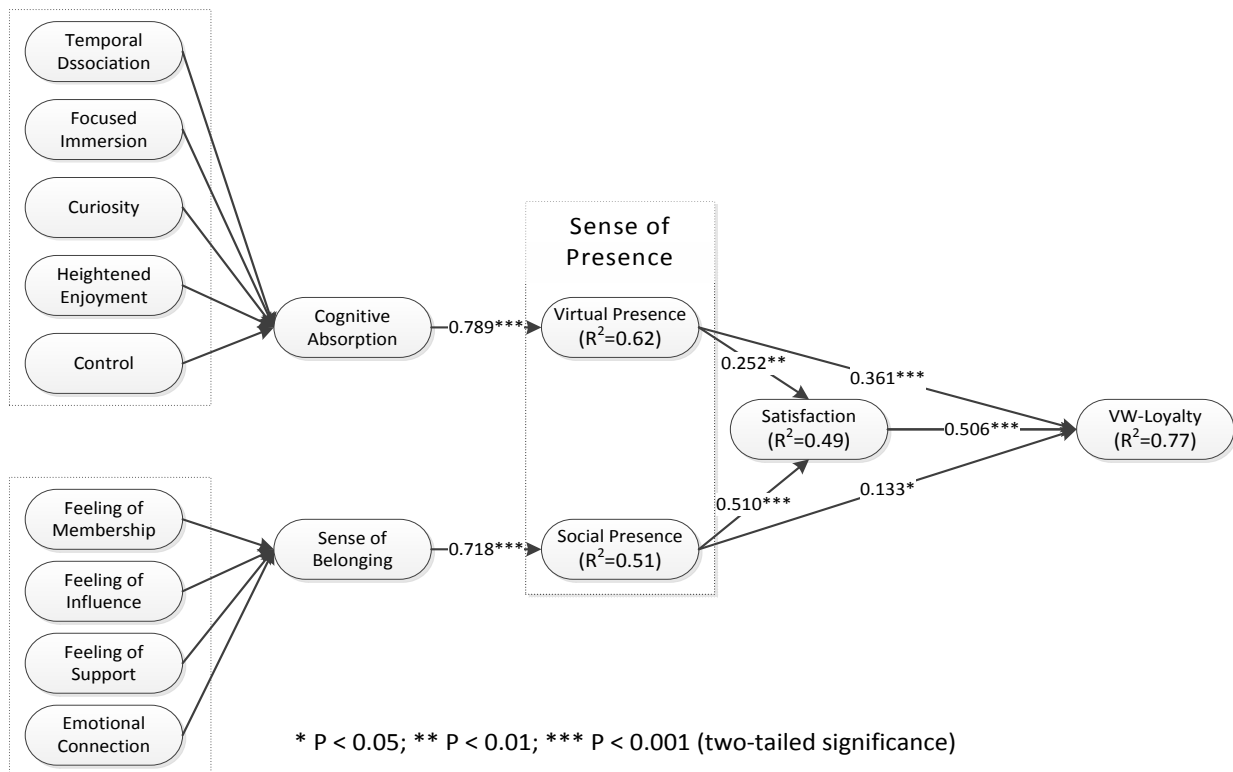 Temporal
Dssociation
Focused
Immersion
Curiosity
Heightened
Enjoyment
Control
Cognitive
Absorption
0.789***
Sense of
Presence
Virtual Presence
(R²=0.62)
0.252**
0.361***
Satisfaction
(R²=0.49)
0.506***
VW-Loyalty
(R²=0.77)
0.510***
0.133*
Feeling of
Membership
Feeling of
Influence
Feeling of
Support
Emotional
Connection
Sense of
Belonging
0.718***
Social Presence
(R²=0.51)
* P < 0.05; ** P < 0.01; *** P < 0.001 (two-tailed significance)